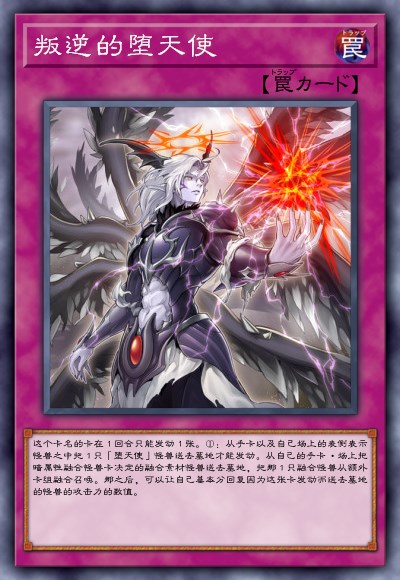 叛逆的堕天使
トラップ
罠
トラップ
【罠カード】
这个卡名的卡在１回合只能发动１张。①：从手卡以及自己场上的表侧表示
怪兽之中把１只「堕天使」怪兽送去墓地才能发动。从自己的手卡·场上把
暗属性融合怪兽卡决定的融合素材怪兽送去墓地，把那１只融合怪兽从额外
卡组融合召唤。那之后，可以让自己基本分回复因为这张卡发动而送去墓地
的怪兽的攻击力的数值。